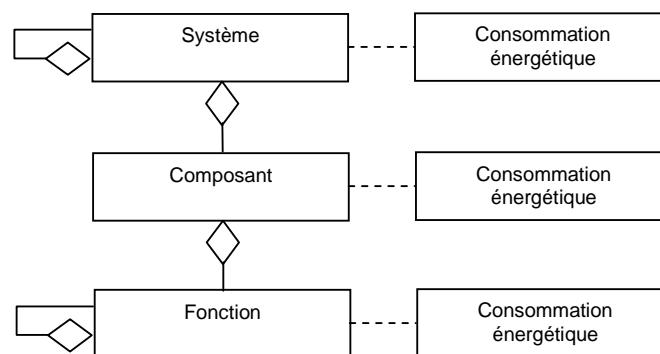 Système
Consommation
énergétique
Composant
Consommation
énergétique
Fonction
Consommation
énergétique